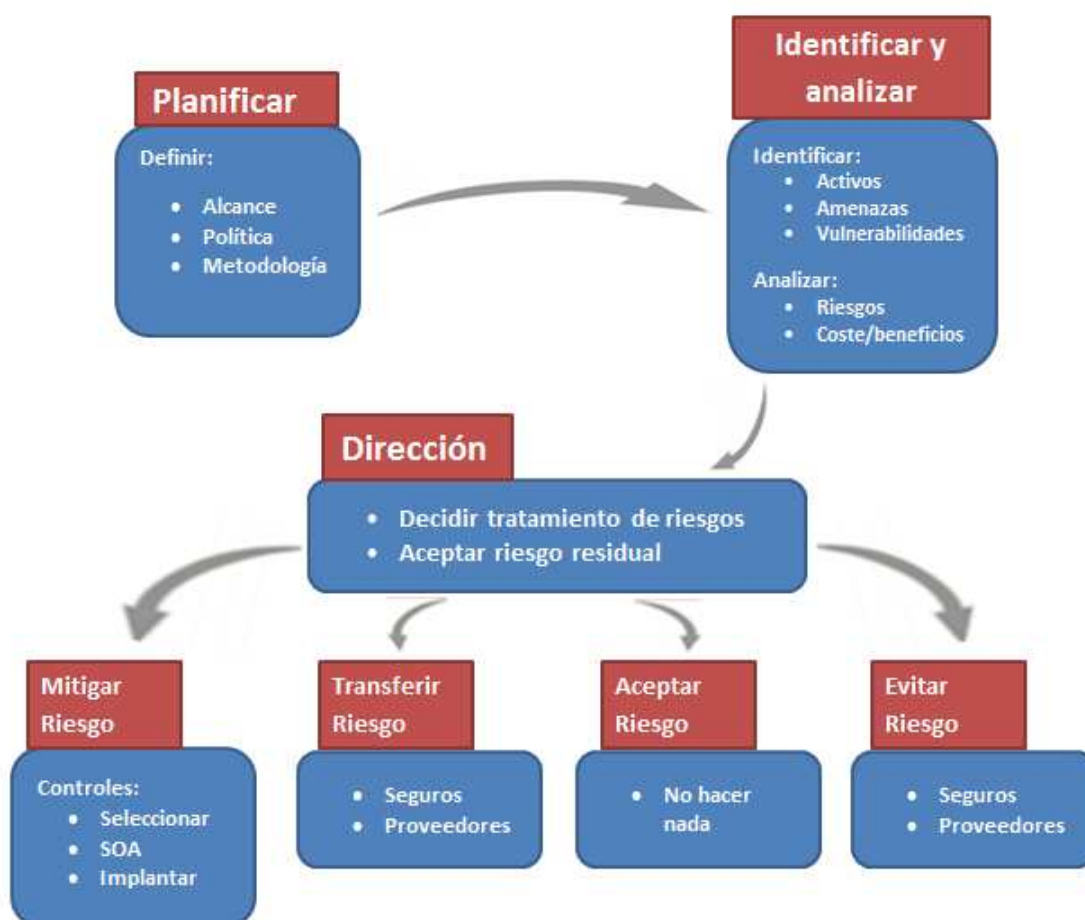 Planificar
Definir:
• Alcance
• Política
• Metodología
Identificar y
analizar
Identificar:
• Activos
• Amenazas
• Vulnerabilidades
Analizar:
• Riesgos
• Coste/beneficios
Dirección
• Decidir tratamiento de riesgos
• Aceptar riesgo residual
Mitigar
Riesgo
Controles:
• Seleccionar
• SOA
• Implantar
Transferir
Riesgo
• Seguros
• Proveedores
Aceptar
Riesgo
• No hacer
nada
Evitar
Riesgo
• Seguros
• Proveedores